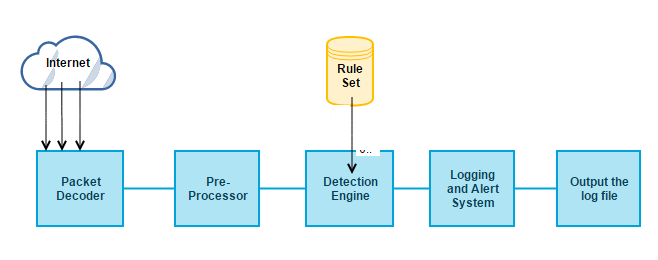 Internet
Rule
Set
Packet
Decoder
Pre-
Processor
Detection
Engine
Logging
and Alert
System
Output the
log file